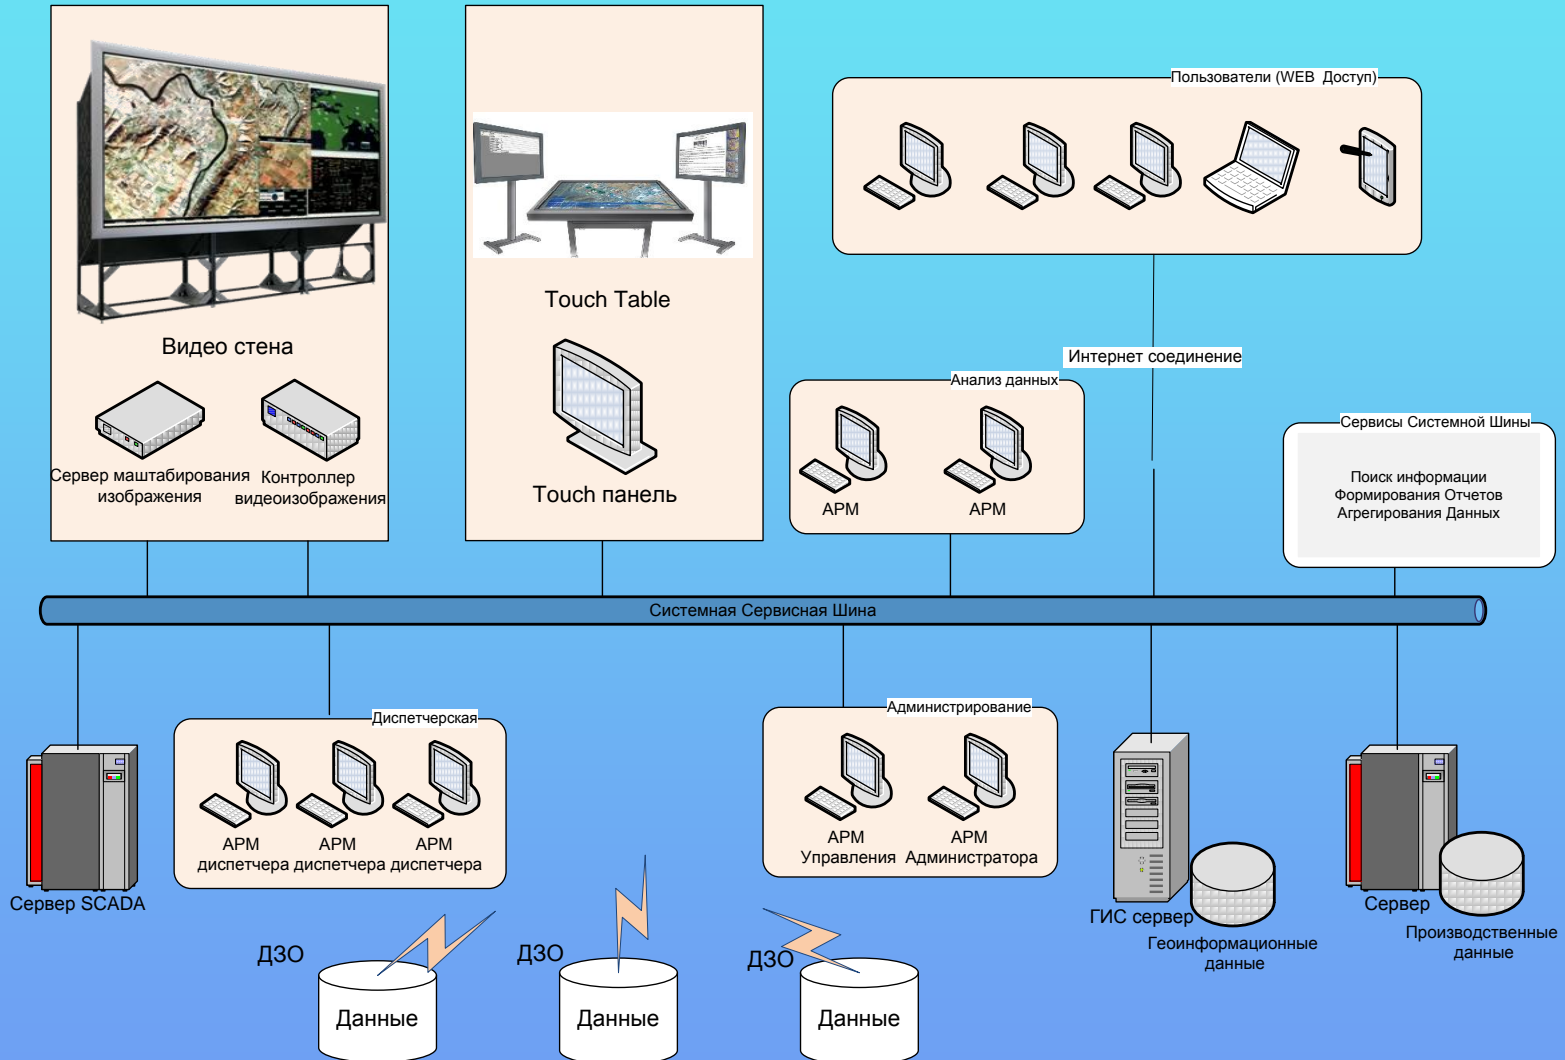 Пользователи (WEB Доступ)
Touch Table
Видео стена
Интернет соединение
Анализ данных
Сервисы Системной Шины
Сервер маштабирования
изображения
Контроллер
видеоизображения
Touch панель
АРМ
АРМ
Поиск информации
Формирования Отчетов
Агрегирования Данных
Системная Сервисная Шина
Диспетчерская
Администрирование
АРМ
диспетчера
АРМ
диспетчера
АРМ
диспетчера
АРМ
Управления
АРМ
Администратора
Сервер SCADA
ГИС сервер
Геоинформационные
данные
Сервер
Производственные
данные
ДЗО
ДЗО
ДЗО
Данные
Данные
Данные